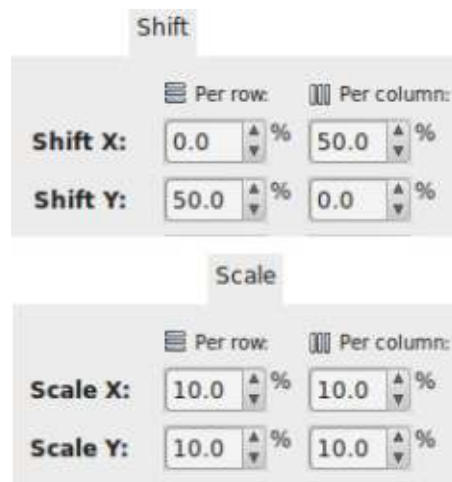 Shift
Per row: Per column:
Shift X: 0.0 % 50.0 %
Shift Y: 50.0 % 0.0 %
Scale
Per row: Per column:
Scale X: 10.0 % 10.0 %
Scale Y: 10.0 % 10.0 %